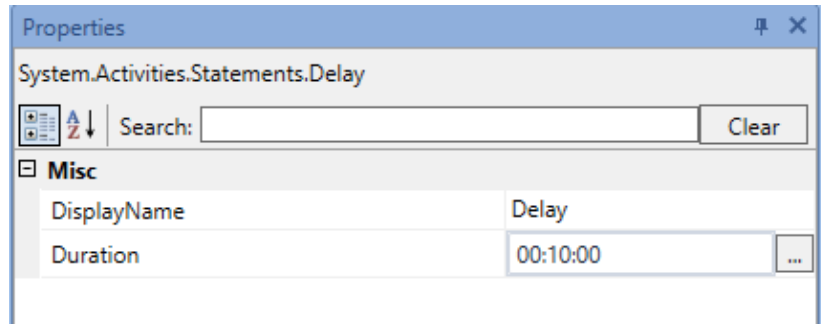 Properties
System.Activities.Statements.Delay
A Z Search: Clear
Misc
DisplayName Delay
Duration 00:10:00 ...